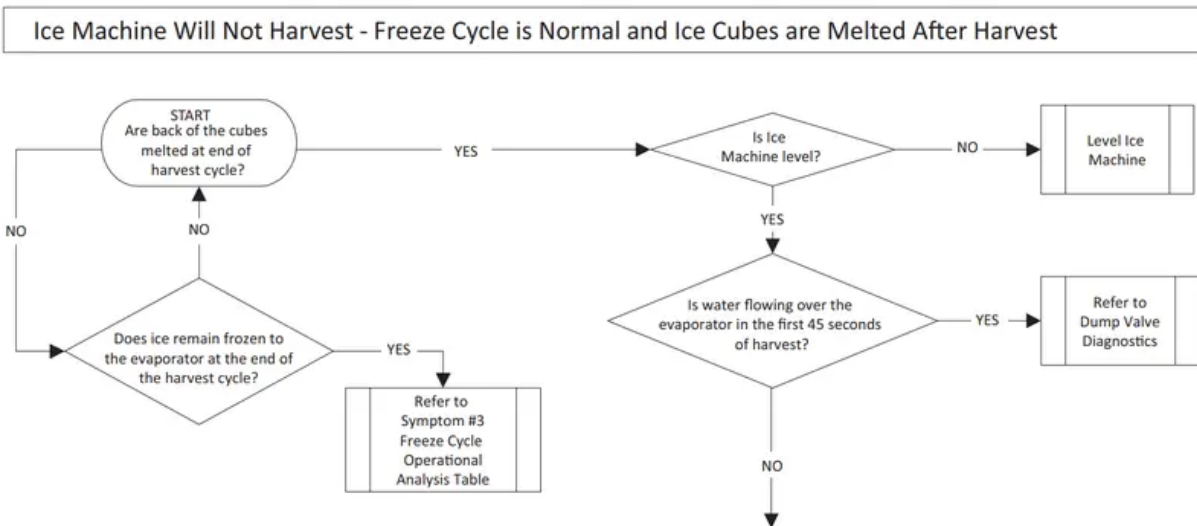 Ice Machine Will Not Harvest - Freeze Cycle is Normal and Ice Cubes are Melted After Harvest
START
Are back of the cubes
melted at end of
harvest cycle?
YES
Is Ice
Machine level?
NO
Level Ice
Machine
NO
NO
YES
Does ice remain frozen to
the evaporator at the end of
the harvest cycle?
YES
Refer to
Symptom #3
Freeze Cycle
Operational
Analysis Table
Is water flowing over the
evaporator in the first 45 seconds
of harvest?
YES
Refer to
Dump Valve
Diagnostics
NO